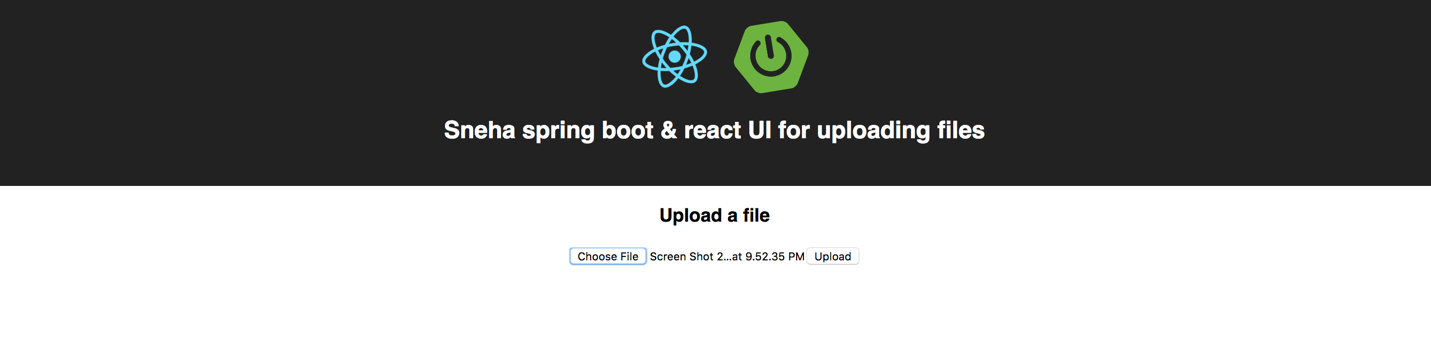 Sneha spring boot & react UI for uploading files
Upload a file
Choose File Screen Shot 2...at 9.52.35 PM Upload